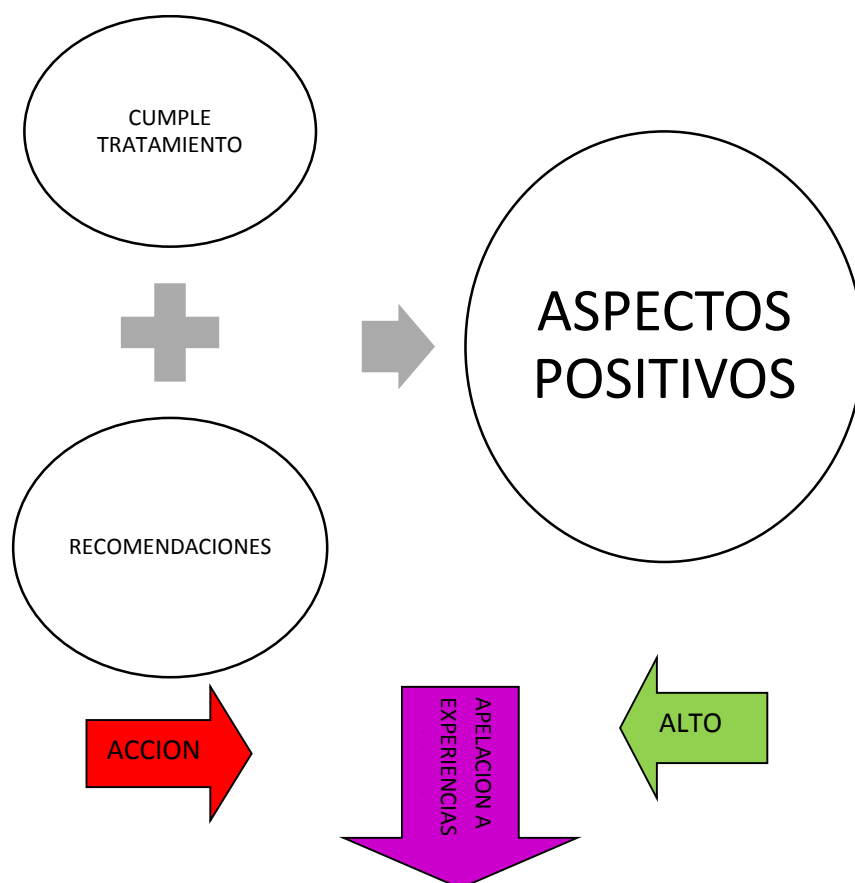 CUMPLE
TRATAMIENTO
ASPECTOS
POSITIVOS
RECOMENDACIONES
ACCION
APELACION A
EXPERIENCIAS
ALTO